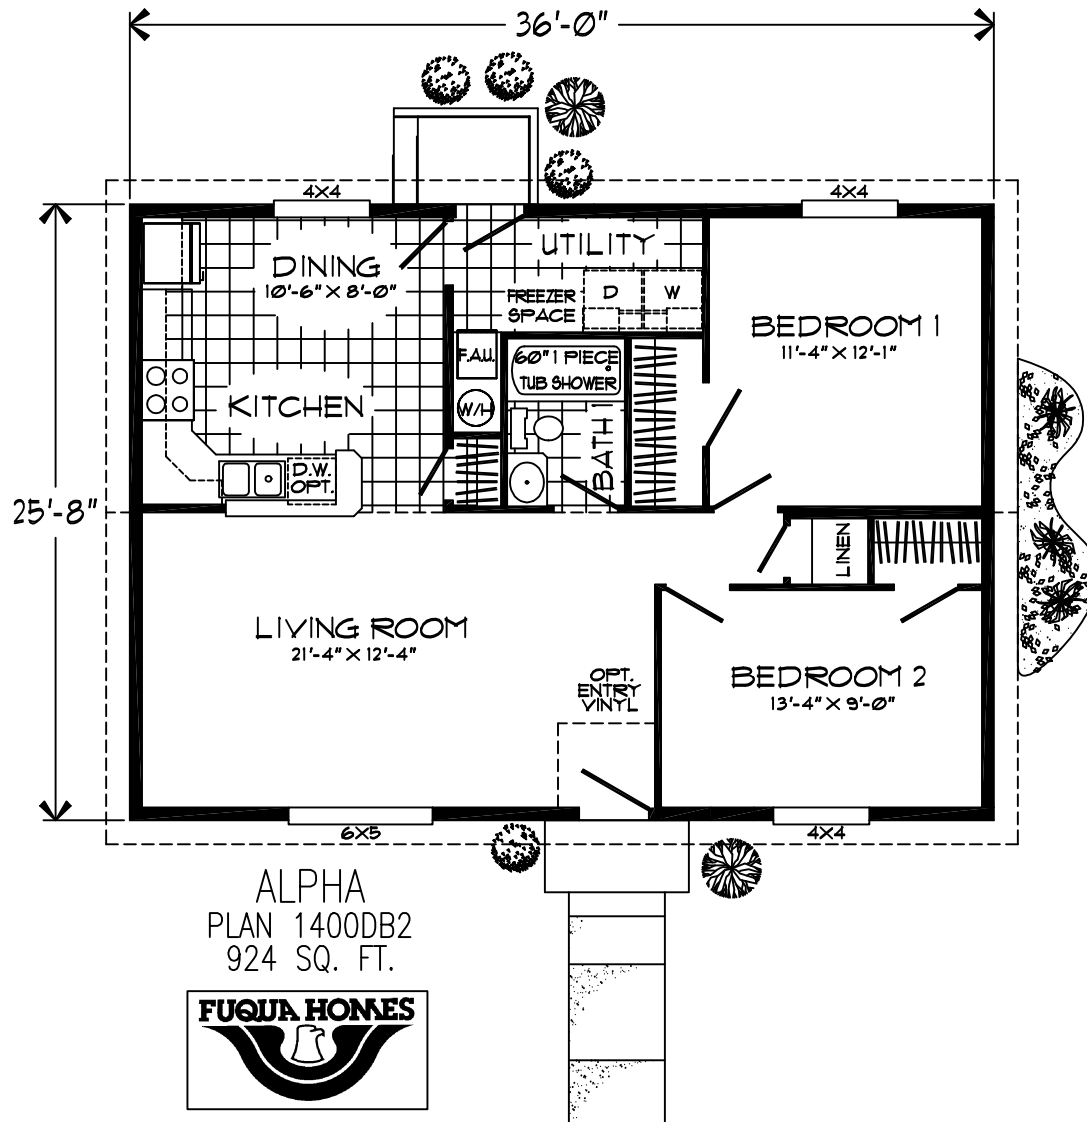 36'-0"
4X4
4X4
UTILITY
DINING
10'-6" X 8'-0"
FREEZER
SPACE
D
W
BEDROOM 1
11'-4" X 12'-1"
F.A.U.
60" 1 PIECE
TUB SHOWER
KITCHEN
W/H
BATH 1
D.W.
OPT.
25'-8"
LINEN
LIVING ROOM
21'-4" X 12'-4"
OPT.
ENTRY
VINYL
BEDROOM 2
13'-4" X 9'-0"
6X5
4X4
ALPHA
PLAN 1400DB2
924 SQ. FT.
FUQUA HOMES